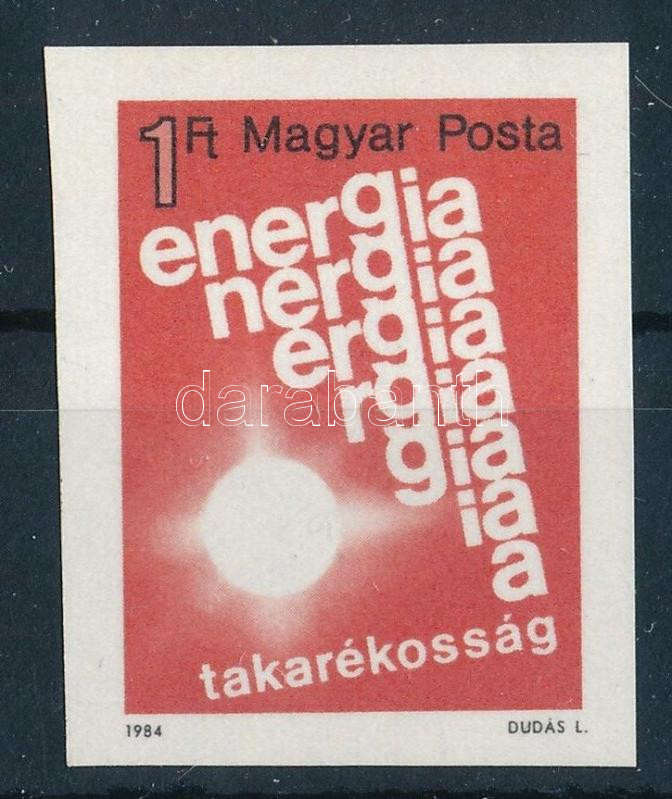 1Ft Magyar Posta
energia
nergia
ergia
rgia
gia
ia
a
darabanth
takarékosság
1984 DUDÁS L.